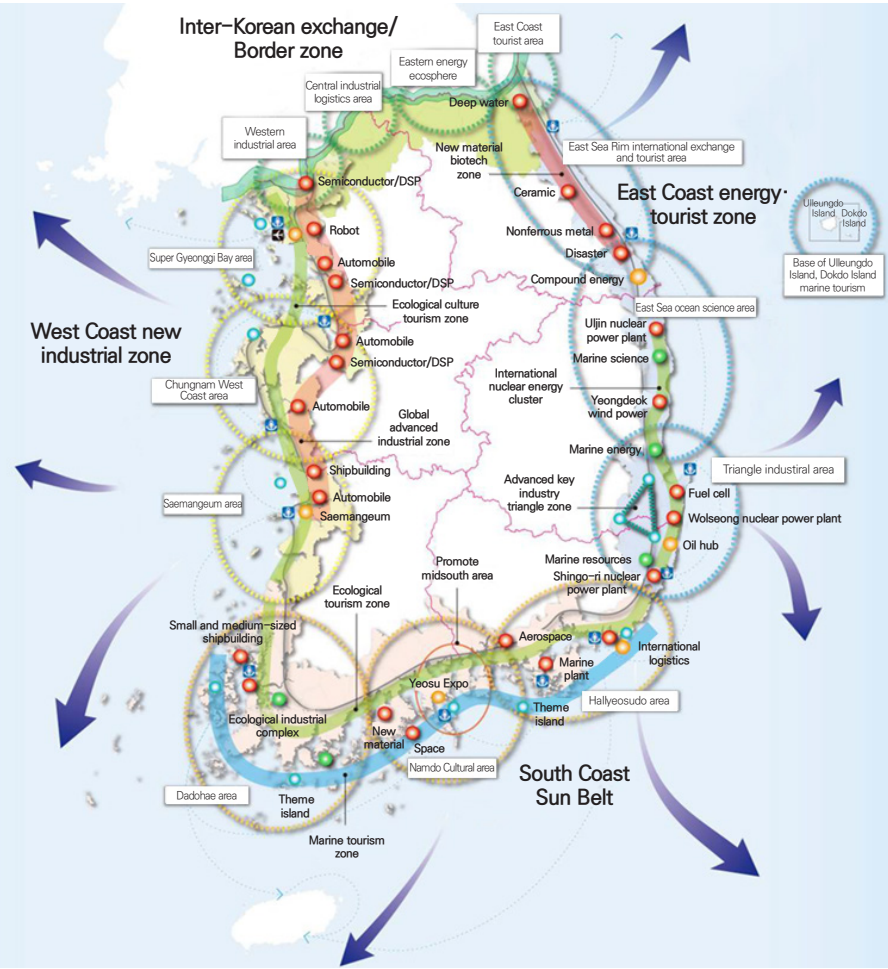 Inter-Korean exchange/
Border zone
East Coast
tourist area
Eastern energy
ecosphere
Central industrial
logistics area
Western
industrial area
Deep water
New material
biotech
zone
East Sea Rim international exchange
and tourist area
Ceramic
East Coast energy·
tourist zone
Semiconductor/DSP
Robot
Nonferrous metal
Ulleungdo
Island
Dokdo
Island
Super Gyeonggi Bay area
Automobile
Disaster
Semiconductor/DSP
Compound energy
Base of Ulleungdo
Island, Dokdo Island
marine tourism
Ecological culture
tourism zone
East Sea ocean science area
West Coast new
industrial zone
Automobile
Uljin nuclear
power plant
Semiconductor/DSP
Marine science
Chungnam West
Coast area
International
nuclear energy
cluster
Automobile
Yeongdeok
wind power
Global
advanced
industrial zone
Marine energy
Shipbuilding
Triangle industiral area
Advanced key
industry
triangle zone
Automobile
Fuel cell
Saemangeum area
Saemangeum
Wolseong nuclear power plant
Oil hub
Marine resources
Promote
midsouth area
Shingo-ri nuclear
power plant
Ecological
tourism zone
Small and medium-sized
shipbuilding
Aerospace
International
logistics
Marine
plant
Yeosu Expo
Hallyeosudo area
Theme
island
Ecological industrial
complex
New
material
Space
Namdo Cultural area
South Coast
Sun Belt
Dadohae area
Theme
island
Marine tourism
zone